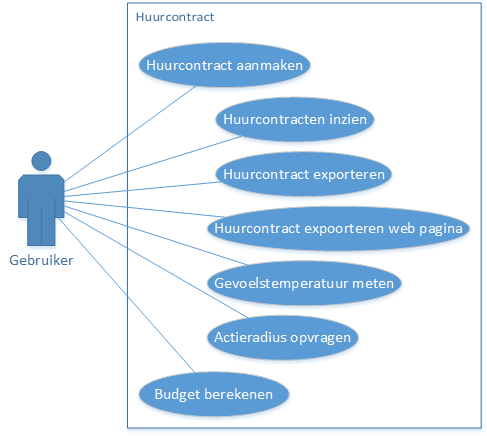 Huurcontract
Huurcontract aanmaken
Huurcontracten inzien
Huurcontract exporteren
Huurcontract expoorteren web pagina
Gebruiker
Gevoelstemperatuur meten
Actieradius opvragen
Budget berekenen